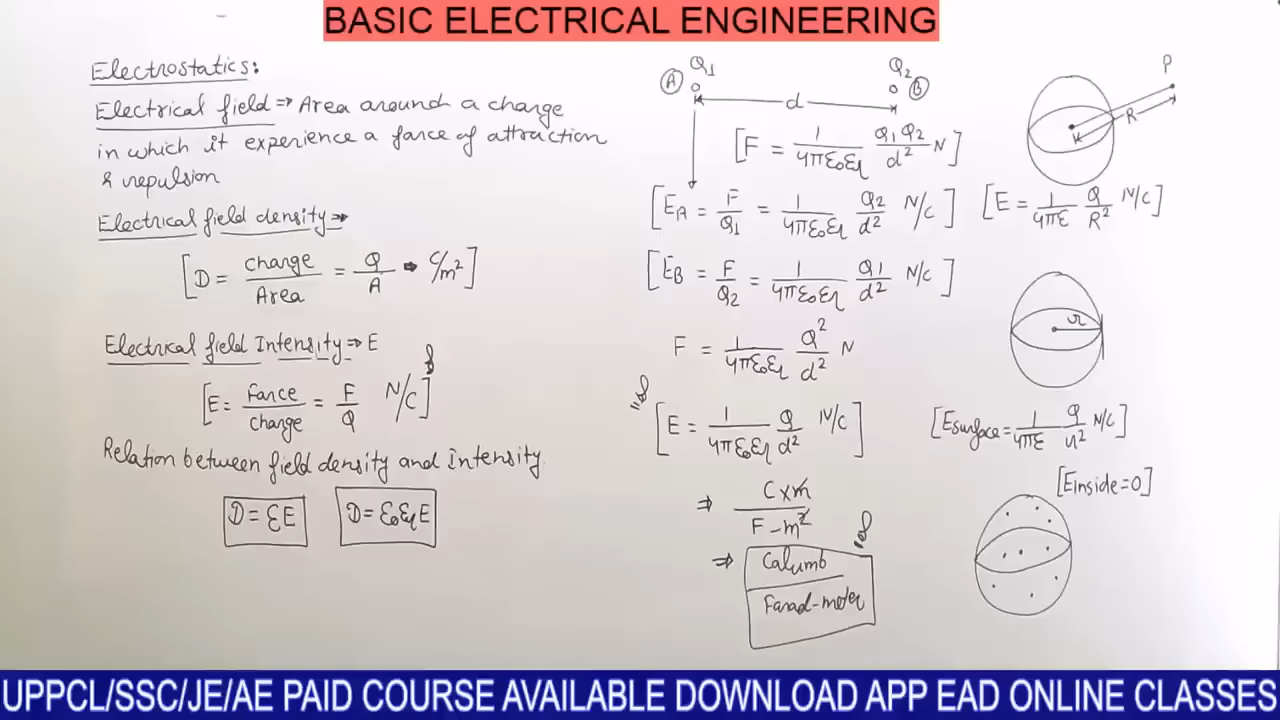 BASIC ELECTRICAL ENGINEERING
Electrostatics:
Electrical field ⇒ Area around a charge
in which it experience a force of attraction
& repulsion
Electrical field density ⇒
[D = charge/Area = Q/A C/m²]
Electrical field Intensity ⇒ E
[E = Force/charge = F/Q N/C]
Relation between field density and Intensity
D = εE
D = ε₀εᵣE
A Q₁ Q₂ B
d
[F = 1/4πε₀εᵣ Q₁Q₂/d² N]
[E_A = F/Q₁ = 1/4πε₀εᵣ Q₂/d² N/C]
[E_B = F/Q₂ = 1/4πε₀εᵣ Q₁/d² N/C]
F = 1/4πε₀εᵣ Q²/d² N
[E = 1/4πε₀εᵣ Q/d² N/C]
⇒ C×m/F-m²
⇒ Calumb
Farad-meter
P
R
[E = 1/4πε Q/R² N/C]
r
[Esurface = 1/4πε Q/r² N/C]
[Einside=0]
UPPCL/SSC/JE/AE PAID COURSE AVAILABLE DOWNLOAD APP EAD ONLINE CLASSES